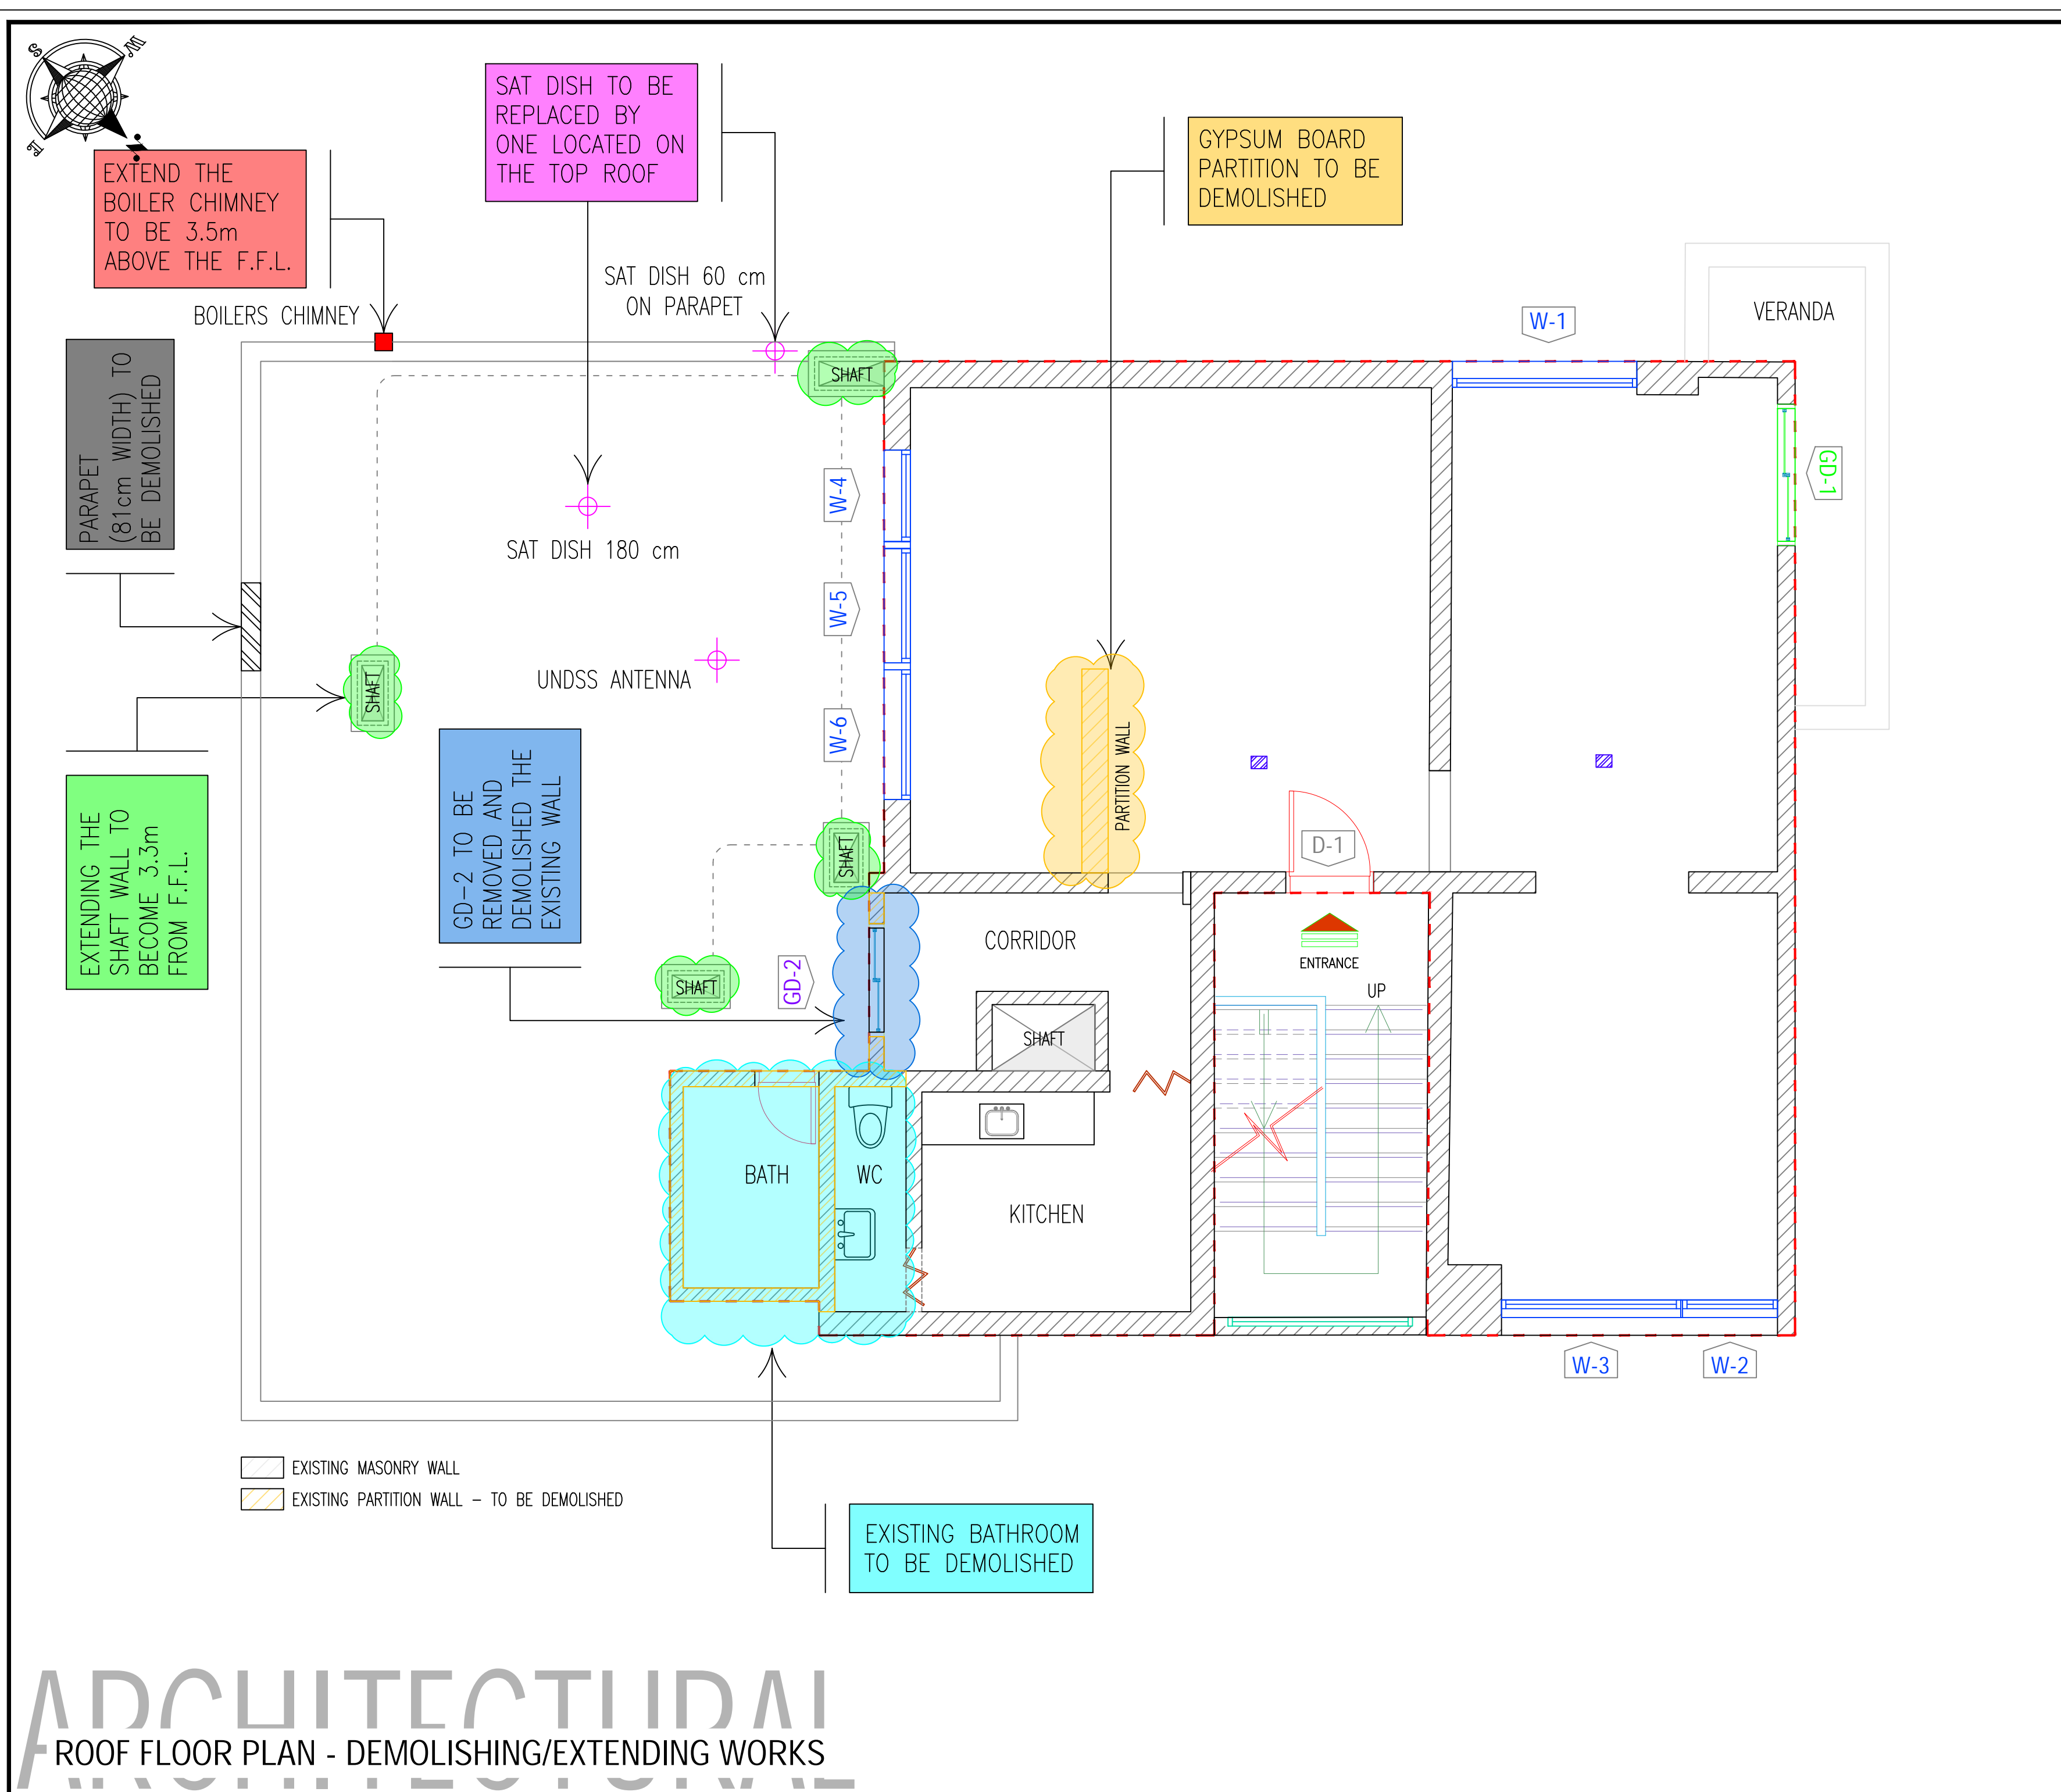 S
W
E
N
EXTEND THE
BOILER CHIMNEY
TO BE 3.5m
ABOVE THE F.F.L.
SAT DISH TO BE
REPLACED BY
ONE LOCATED ON
THE TOP ROOF
GYPSUM BOARD
PARTITION TO BE
DEMOLISHED
SAT DISH 60 cm
ON PARAPET
BOILERS CHIMNEY
W-1
VERANDA
SHAFT
PARAPET
(81cm WIDTH) TO
BE DEMOLISHED
W-4
GD-1
SAT DISH 180 cm
W-5
UNDSS ANTENNA
SHAFT
W-6
PARTITION WALL
EXTENDING THE
SHAFT WALL TO
BECOME 3.3m
FROM F.F.L.
GD-2 TO BE
REMOVED AND
DEMOLISHED THE
EXISTING WALL
SHAFT
D-1
CORRIDOR
ENTRANCE
GD-2
SHAFT
UP
SHAFT
BATH
WC
KITCHEN
W-3
W-2
EXISTING MASONRY WALL
EXISTING PARTITION WALL - TO BE DEMOLISHED
EXISTING BATHROOM
TO BE DEMOLISHED
ARCHITECTURAL
ROOF FLOOR PLAN - DEMOLISHING/EXTENDING WORKS